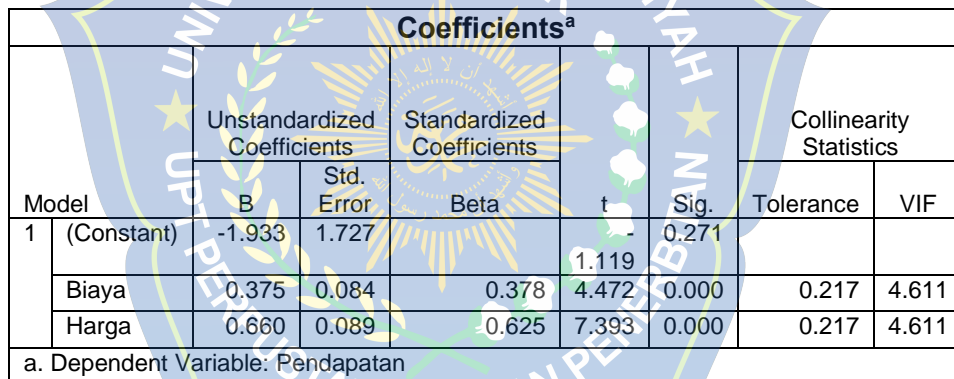 Coefficientsᵃ
Model Unstandardized Coefficients Standardized Coefficients t Sig. Collinearity Statistics
B Std. Error Beta Tolerance VIF
1 (Constant) -1.933 1.727 -1.119 0.271
Biaya 0.375 0.084 0.378 4.472 0.000 0.217 4.611
Harga 0.660 0.089 0.625 7.393 0.000 0.217 4.611
a. Dependent Variable: Pendapatan